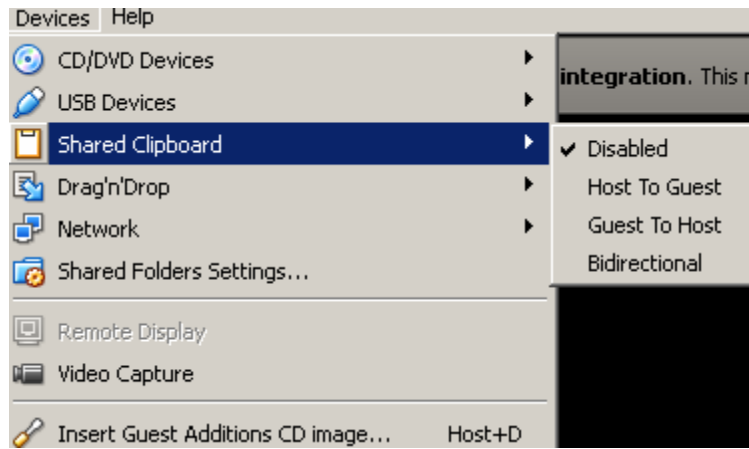 Devices Help
CD/DVD Devices
integration. This
USB Devices
Shared Clipboard
Disabled
Drag'n'Drop
Host To Guest
Network
Guest To Host
Shared Folders Settings...
Bidirectional
Remote Display
Video Capture
Insert Guest Additions CD image... Host+D